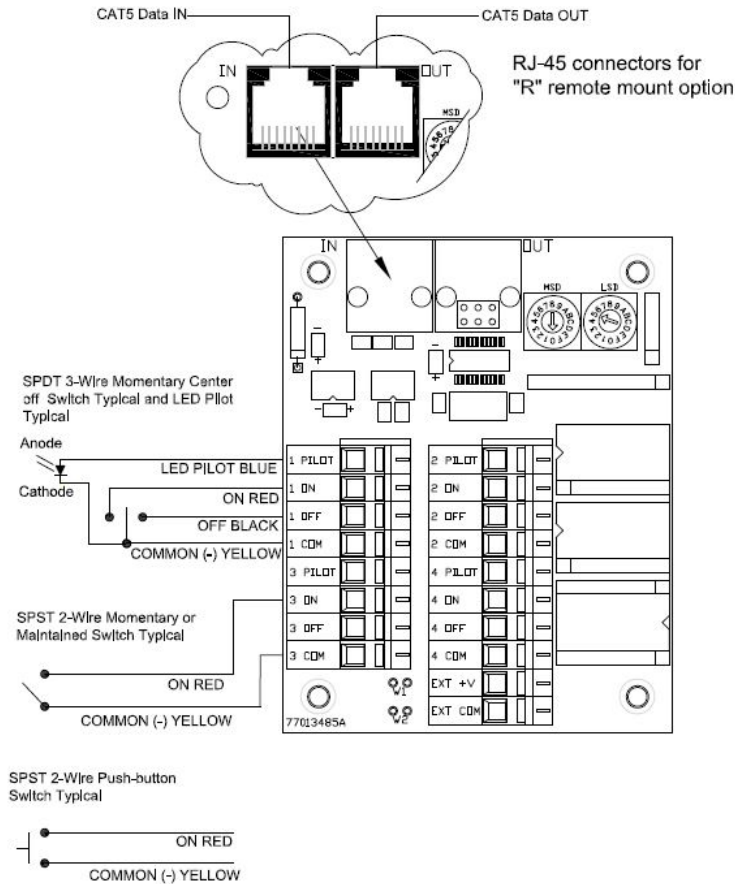 CAT5 Data IN
CAT5 Data OUT
IN
OUT
MSD
RJ-45 connectors for
"R" remote mount option
IN
OUT
MSD
LSD
SPDT 3-Wire Momentary Center
off Switch Typical and LED Pilot
Typical
Anode
Cathode
LED PILOT BLUE
ON RED
OFF BLACK
COMMON (-) YELLOW
1 PILOT
1 ON
1 OFF
1 COM
3 PILOT
3 ON
3 OFF
3 COM
2 PILOT
2 ON
2 OFF
2 COM
4 PILOT
4 ON
4 OFF
4 COM
EXT +V
EXT COM
SPST 2-Wire Momentary or
Maintained Switch Typical
ON RED
COMMON (-) YELLOW
W1
W2
77013485A
SPST 2-Wire Push-button
Switch Typical
ON RED
COMMON (-) YELLOW